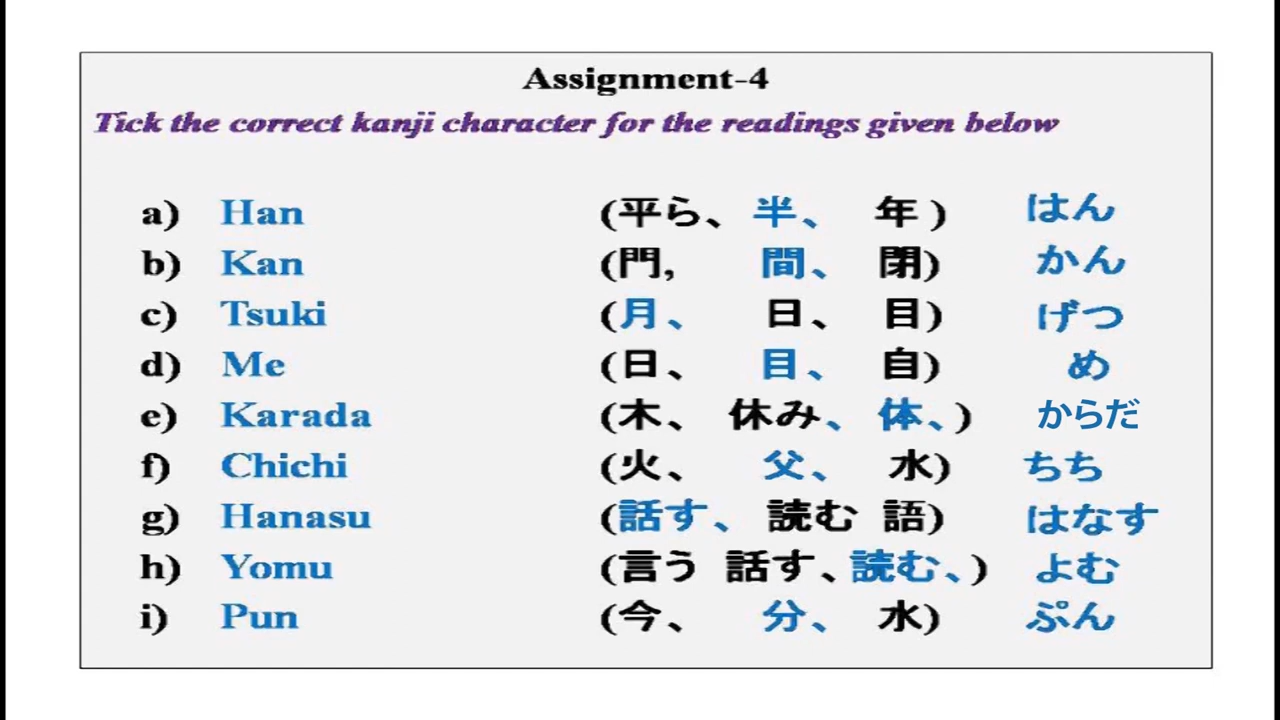 Assignment-4
Tick the correct kanji character for the readings given below
a) Han (平ら、 半、 年) はん
b) Kan (門, 間、 閉) かん
c) Tsuki (月、 日、 目) げつ
d) Me (日、 目、 自) め
e) Karada (木、 休み、 体、) からだ
f) Chichi (火、 父、 水) ちち
g) Hanasu (話す、 読む 語) はなす
h) Yomu (言う 話す、読む、) よむ
i) Pun (今、 分、 水) ぷん